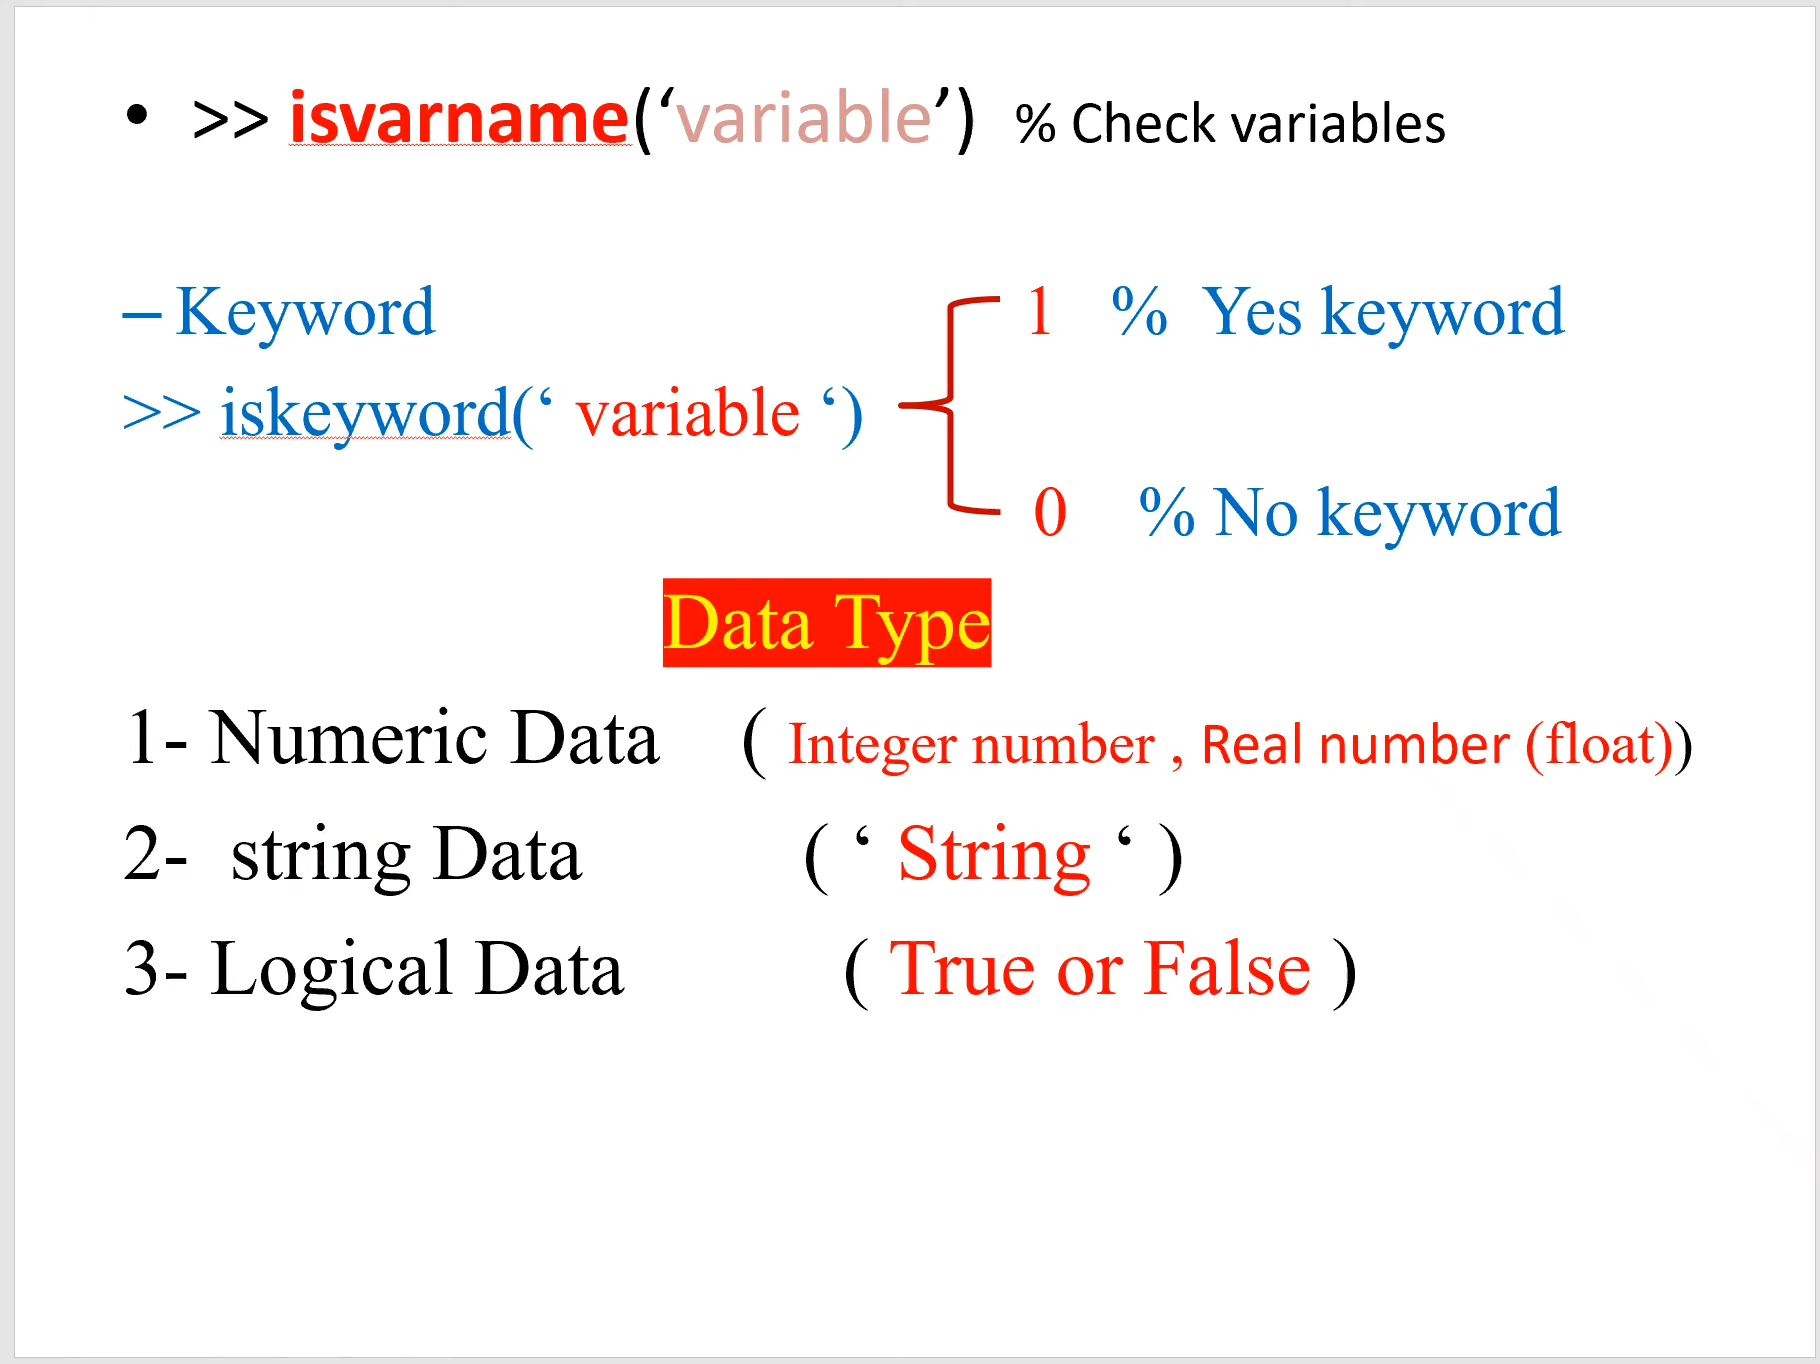 • >> isvarname(‘variable’) % Check variables
– Keyword
1 % Yes keyword
>> iskeyword(‘ variable ‘)
0 % No keyword
Data Type
1- Numeric Data ( Integer number , Real number (float))
2- string Data ( ‘ String ‘ )
3- Logical Data ( True or False )